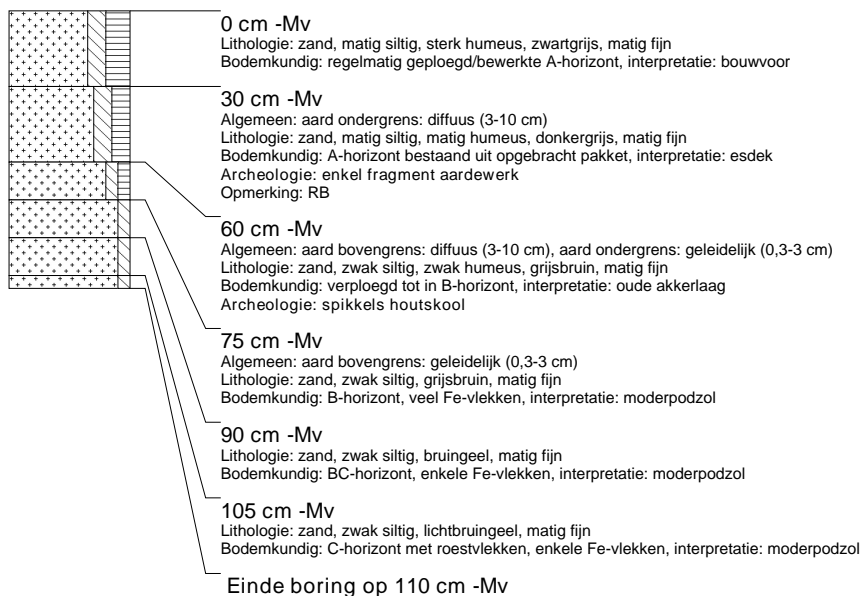 0 cm -Mv
Lithologie: zand, matig siltig, sterk humeus, zwartgrijs, matig fijn
Bodemkundig: regelmatig geploegd/bewerkte A-horizont, interpretatie: bouwvoor
30 cm -Mv
Algemeen: aard ondergrens: diffuus (3-10 cm)
Lithologie: zand, matig siltig, matig humeus, donkergrijs, matig fijn
Bodemkundig: A-horizont bestaand uit opgebracht pakket, interpretatie: esdek
Archeologie: enkel fragment aardewerk
Opmerking: RB
60 cm -Mv
Algemeen: aard bovengrens: diffuus (3-10 cm), aard ondergrens: geleidelijk (0,3-3 cm)
Lithologie: zand, zwak siltig, zwak humeus, grijsbruin, matig fijn
Bodemkundig: verploegd tot in B-horizont, interpretatie: oude akkerlaag
Archeologie: spikkels houtskool
75 cm -Mv
Algemeen: aard bovengrens: geleidelijk (0,3-3 cm)
Lithologie: zand, zwak siltig, grijsbruin, matig fijn
Bodemkundig: B-horizont, veel Fe-vlekken, interpretatie: moderpodzol
90 cm -Mv
Lithologie: zand, zwak siltig, bruingeel, matig fijn
Bodemkundig: BC-horizont, enkele Fe-vlekken, interpretatie: moderpodzol
105 cm -Mv
Lithologie: zand, zwak siltig, lichtbruingeel, matig fijn
Bodemkundig: C-horizont met roestvlekken, enkele Fe-vlekken, interpretatie: moderpodzol
Einde boring op 110 cm -Mv